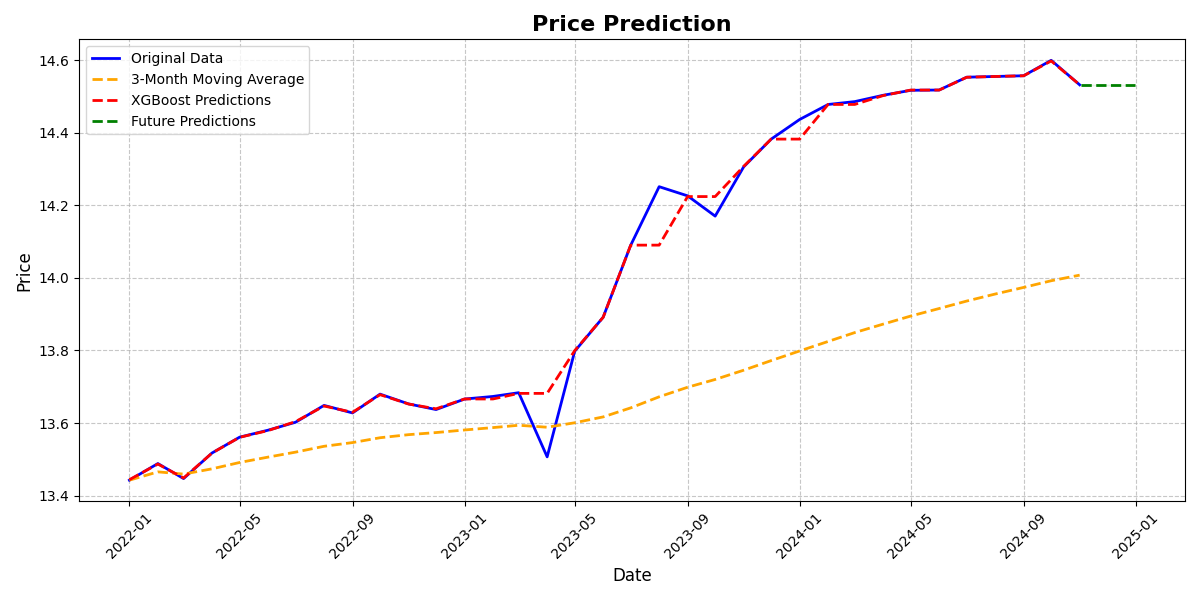 Price Prediction
Original Data
3-Month Moving Average
XGBoost Predictions
Future Predictions
Price
14.6
14.4
14.2
14.0
13.8
13.6
13.4
2022-01
2022-05
2022-09
2023-01
2023-05
2023-09
2024-01
2024-05
2024-09
2025-01
Date